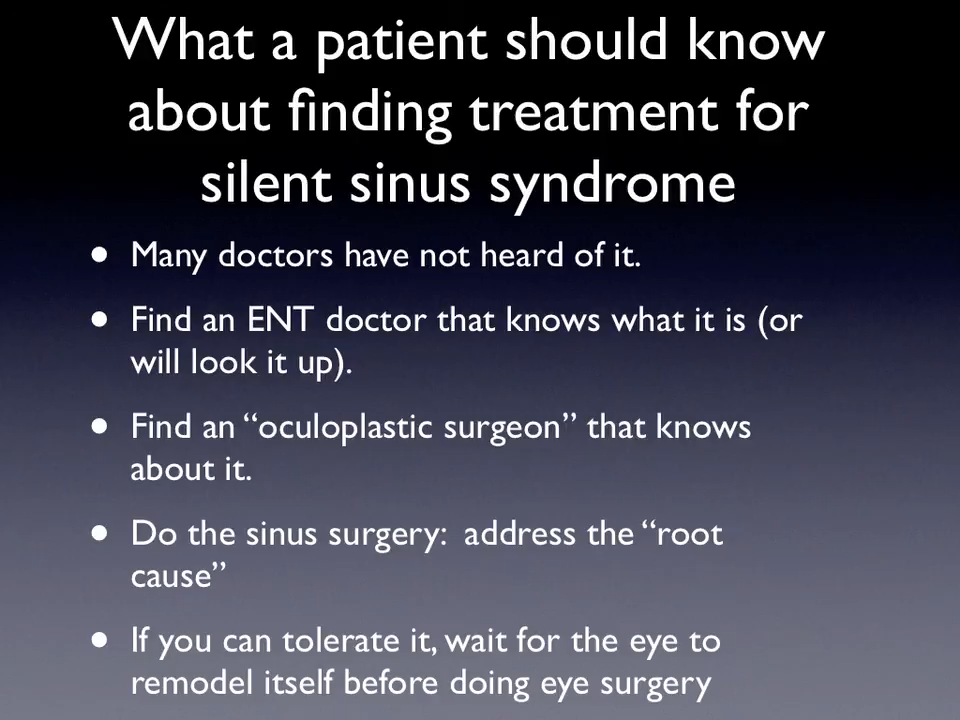 What a patient should know
about finding treatment for
silent sinus syndrome
• Many doctors have not heard of it.
• Find an ENT doctor that knows what it is (or
will look it up).
• Find an “oculoplastic surgeon” that knows
about it.
• Do the sinus surgery:  address the “root
cause”
• If you can tolerate it, wait for the eye to
remodel itself before doing eye surgery